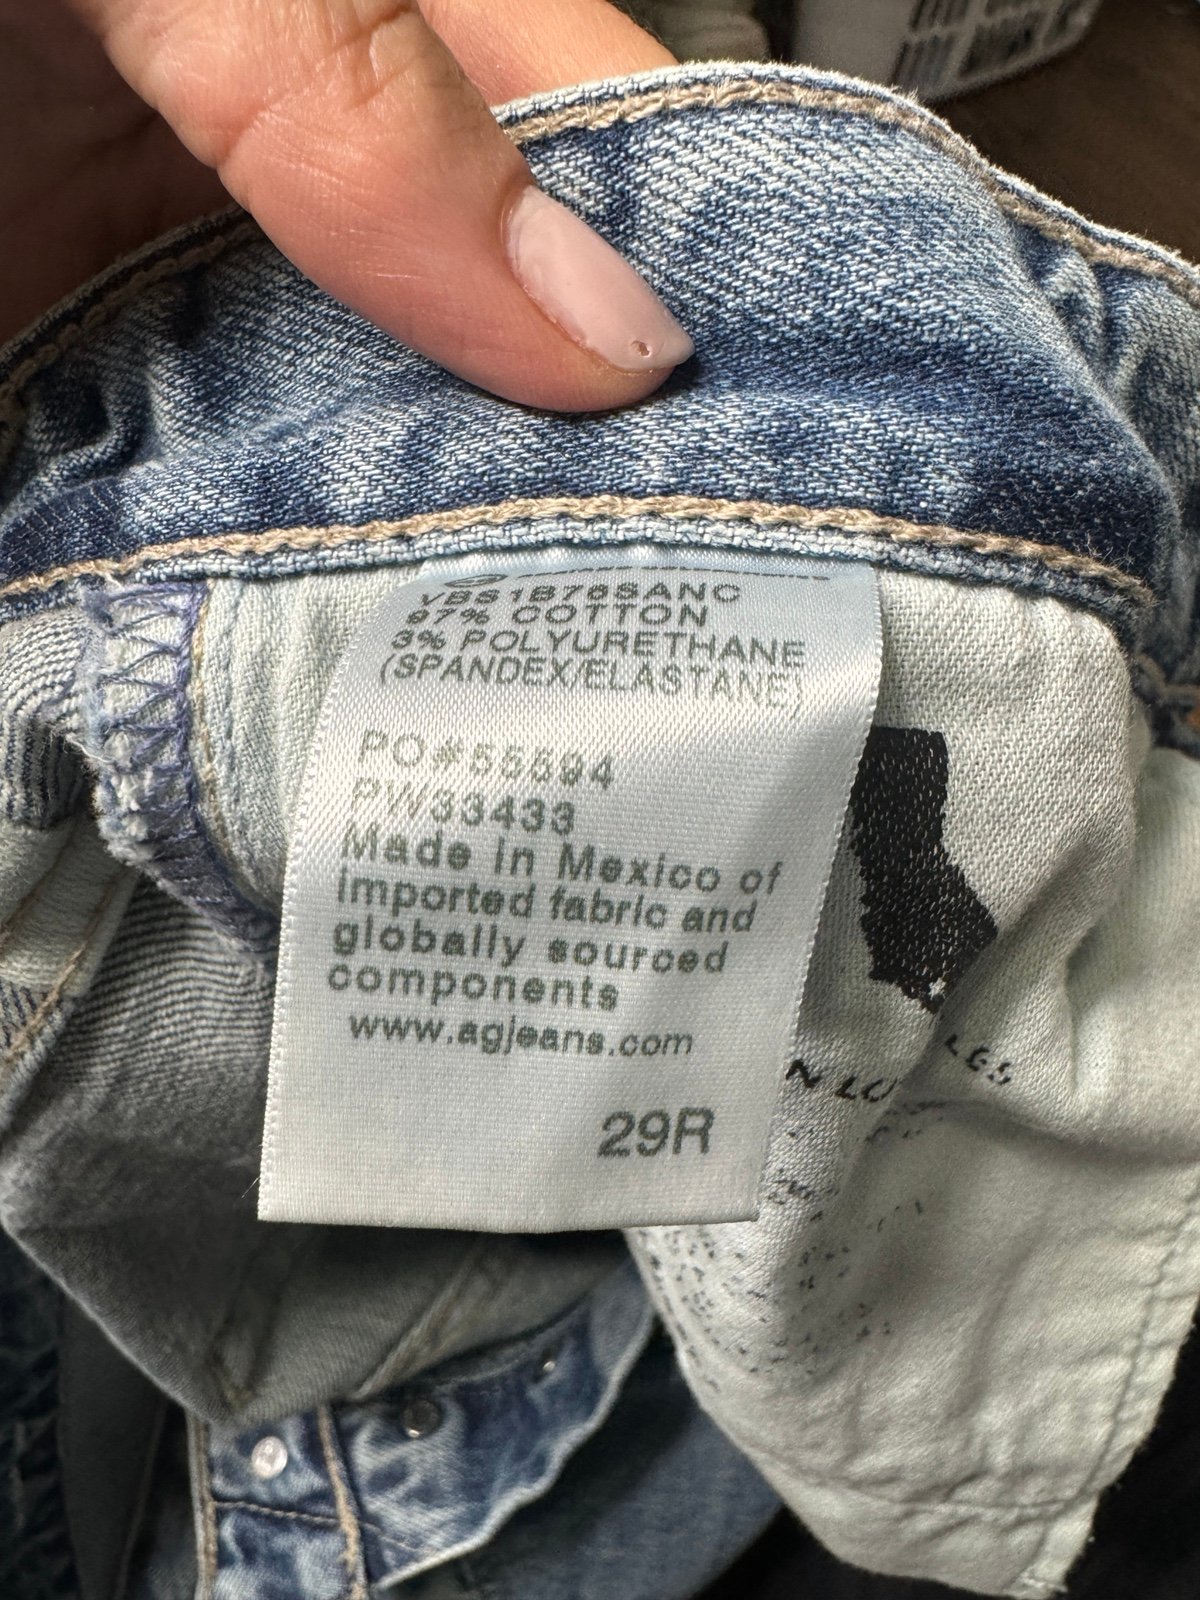 YBS1B78SANC
97% COTTON
3% POLYURETHANE
(SPANDEX/ELASTANE)
PO#55594
PW33433
Made in Mexico of
imported fabric and
globally sourced
components
www.agjeans.com
29R